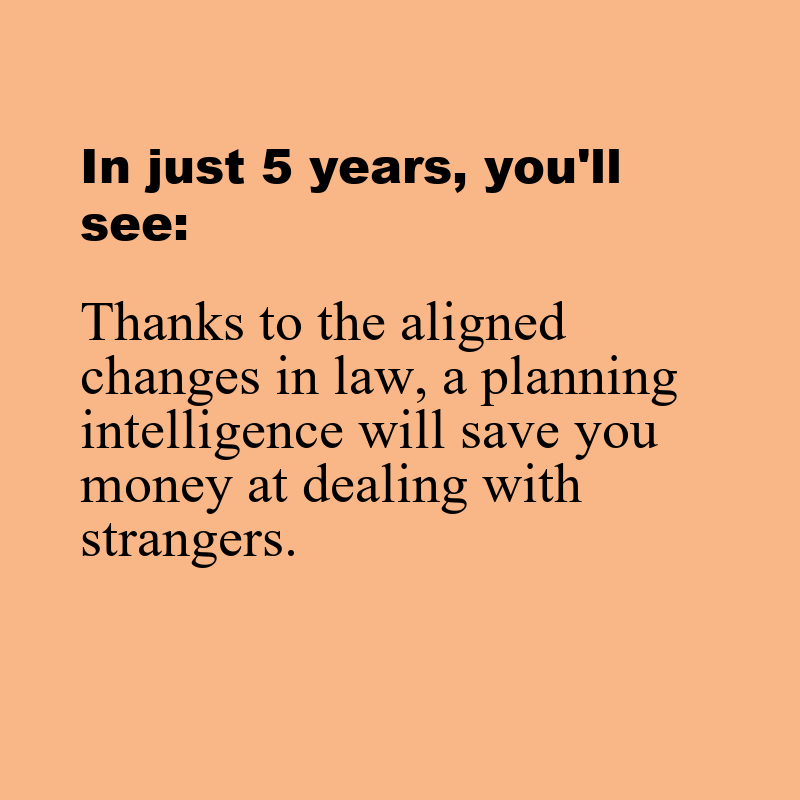 In just 5 years, you'll
see:
Thanks to the aligned
changes in law, a planning
intelligence will save you
money at dealing with
strangers.